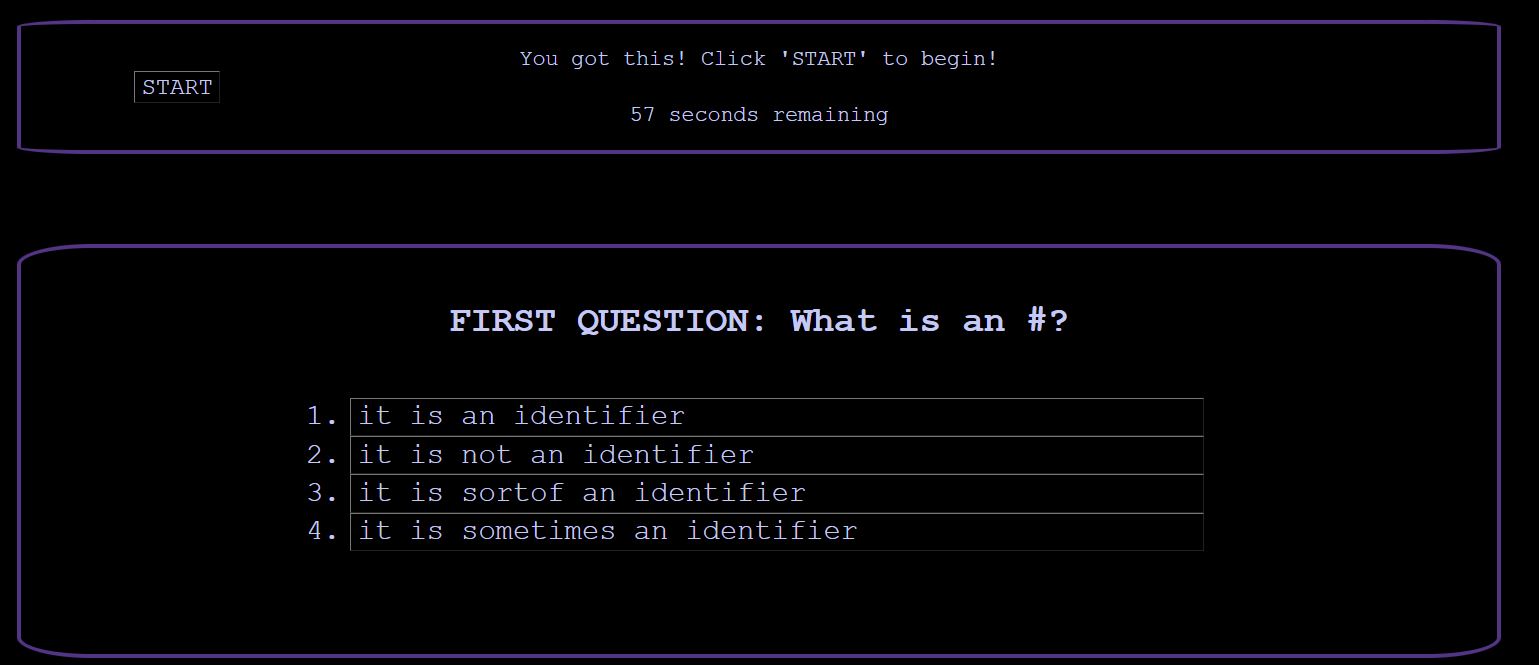 You got this! Click 'START' to begin!
START
57 seconds remaining
FIRST QUESTION: What is an #?
1. it is an identifier
2. it is not an identifier
3. it is sortof an identifier
4. it is sometimes an identifier